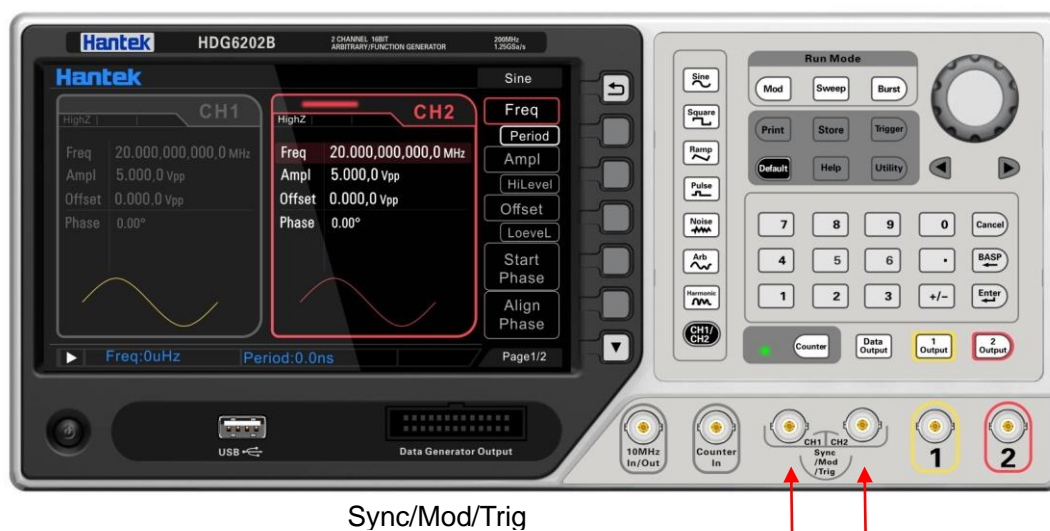 Hantek HDG6202B 2 CHANNEL 16BIT ARBITRARY/FUNCTION GENERATOR 200MHz 1.25GSa/s
Hantek Sine
CH1
HighZ
Freq 20.000,000,000,0 MHz
Ampl 5.000,0 Vpp
Offset 0.000,0 Vpp
Phase 0.00°
CH2
HighZ
Freq 20.000,000,000,0 MHz
Ampl 5.000,0 Vpp
Offset 0.000,0 Vpp
Phase 0.00°
Freq
Period
Ampl
HiLevel
Offset
LoeveL
Start
Phase
Align
Phase
Freq:0uHz Period:0.0ns Page1/2
Sine
Square
Ramp
Pulse
Noise
Arb
Harmonic
CH1/
CH2
Run Mode
Mod Sweep Burst
Print Store Trigger
Default Help Utility
7 8 9 0 Cancel
4 5 6 . BASP
1 2 3 +/- Enter
Counter
Data
Output
1
Output
2
Output
USB
Data Generator Output
10MHz
In/Out
Counter
In
CH1 CH2
Sync
/Mod
/Trig
1
2
Sync/Mod/Trig